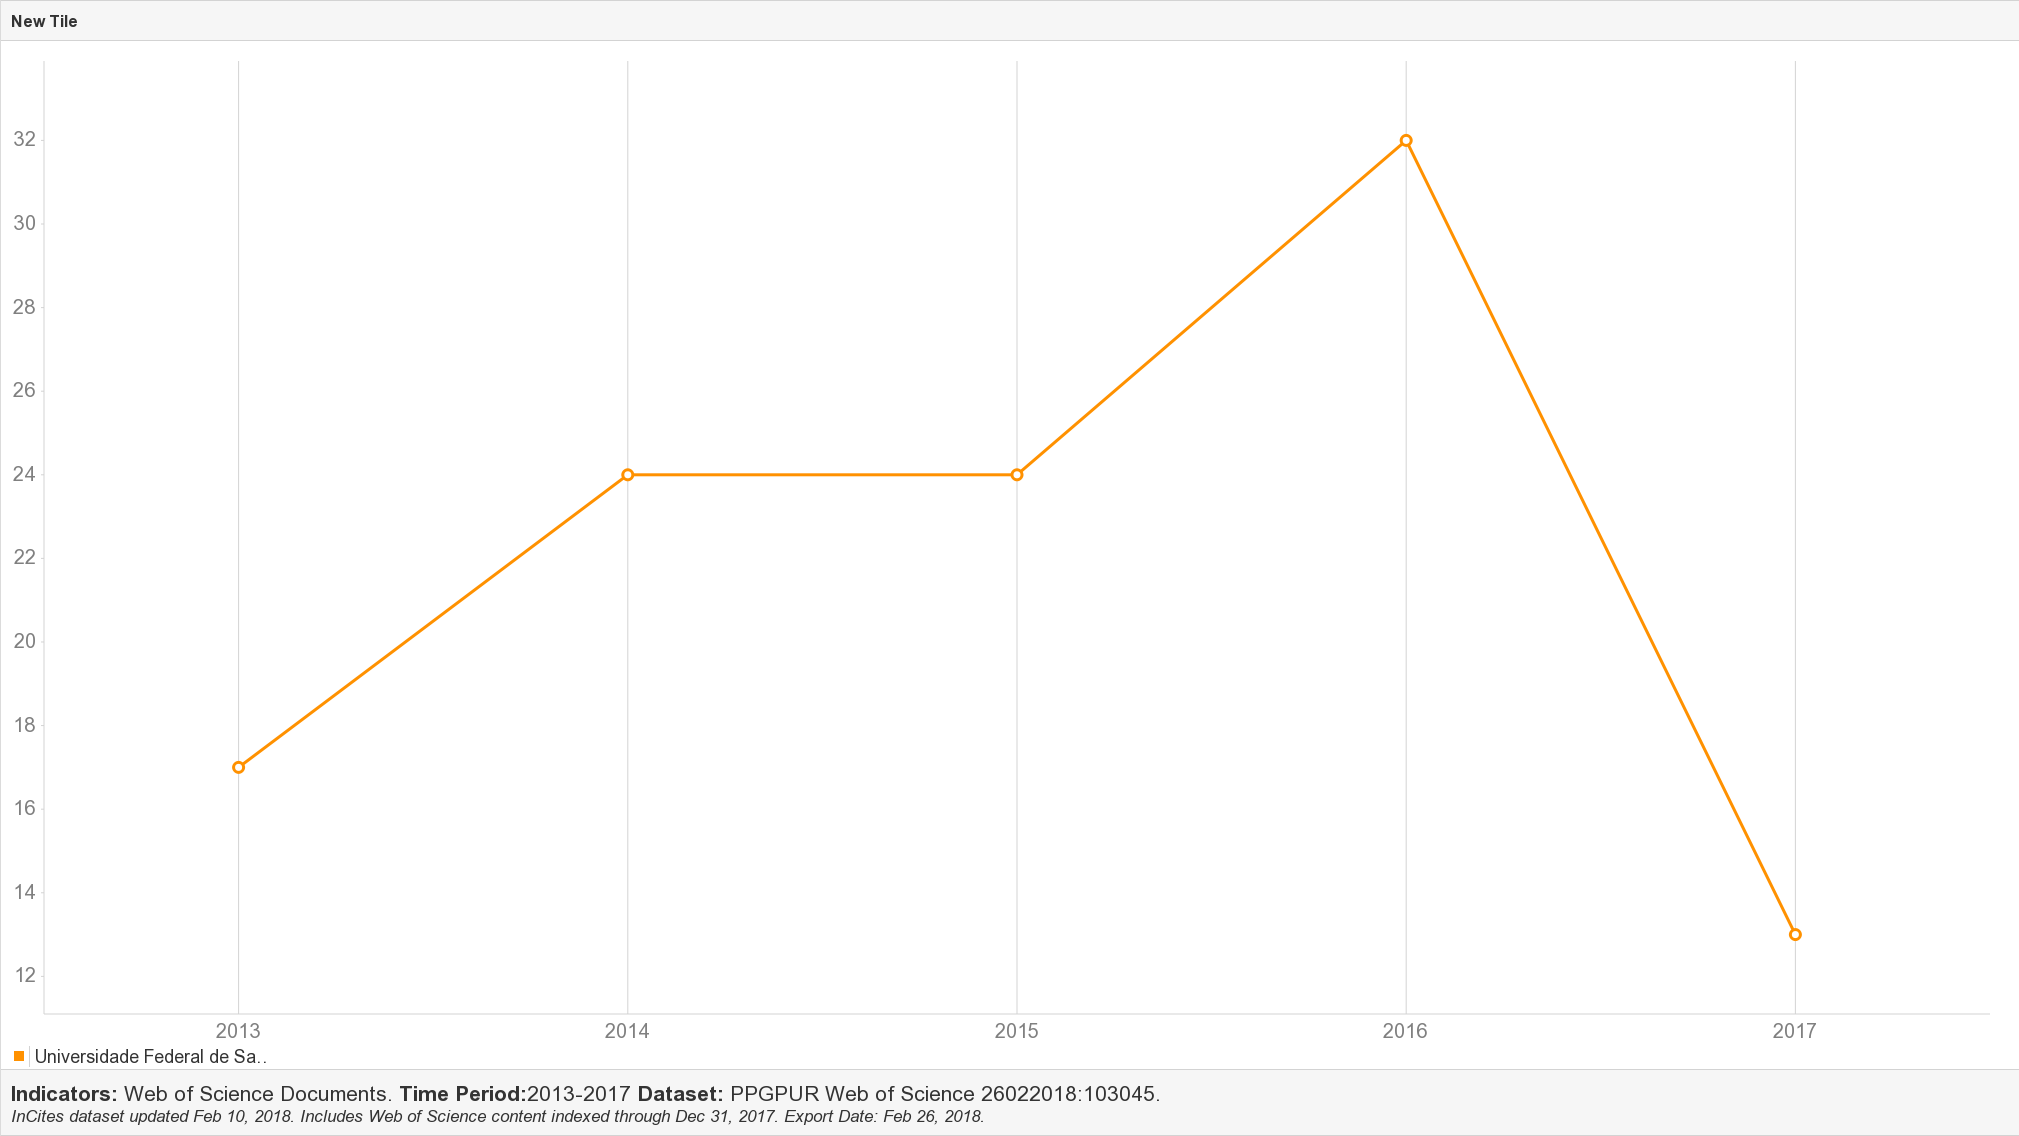 New Tile
32
30
28
26
24
22
20
18
16
14
12
2013 2014 2015 2016 2017
Universidade Federal de Sa..
Indicators: Web of Science Documents. Time Period:2013-2017 Dataset: PPGPUR Web of Science 26022018:103045.
InCites dataset updated Feb 10, 2018. Includes Web of Science content indexed through Dec 31, 2017. Export Date: Feb 26, 2018.